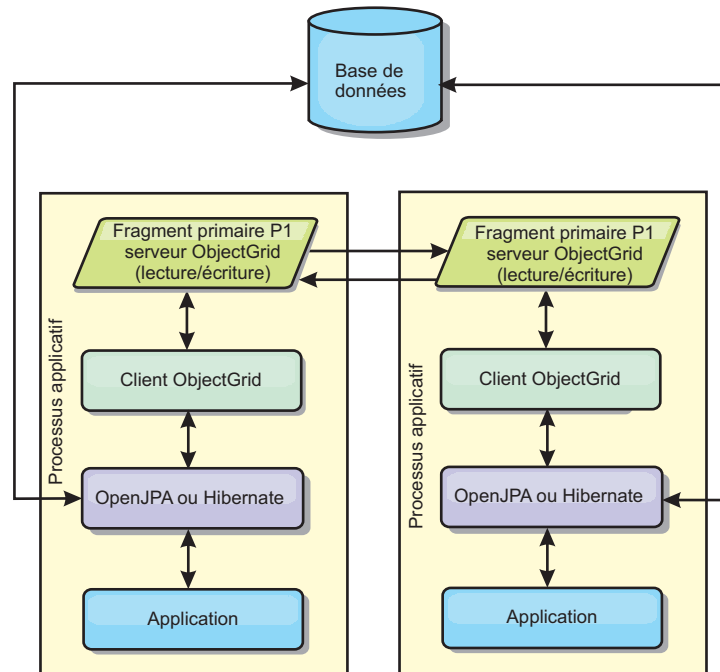 Base de
données
Fragment primaire P1
serveur ObjectGrid
(lecture/écriture)
Client ObjectGrid
OpenJPA ou Hibernate
Application
Processus applicatif
Fragment primaire P1
serveur ObjectGrid
(lecture/écriture)
Client ObjectGrid
OpenJPA ou Hibernate
Application
Processus applicatif